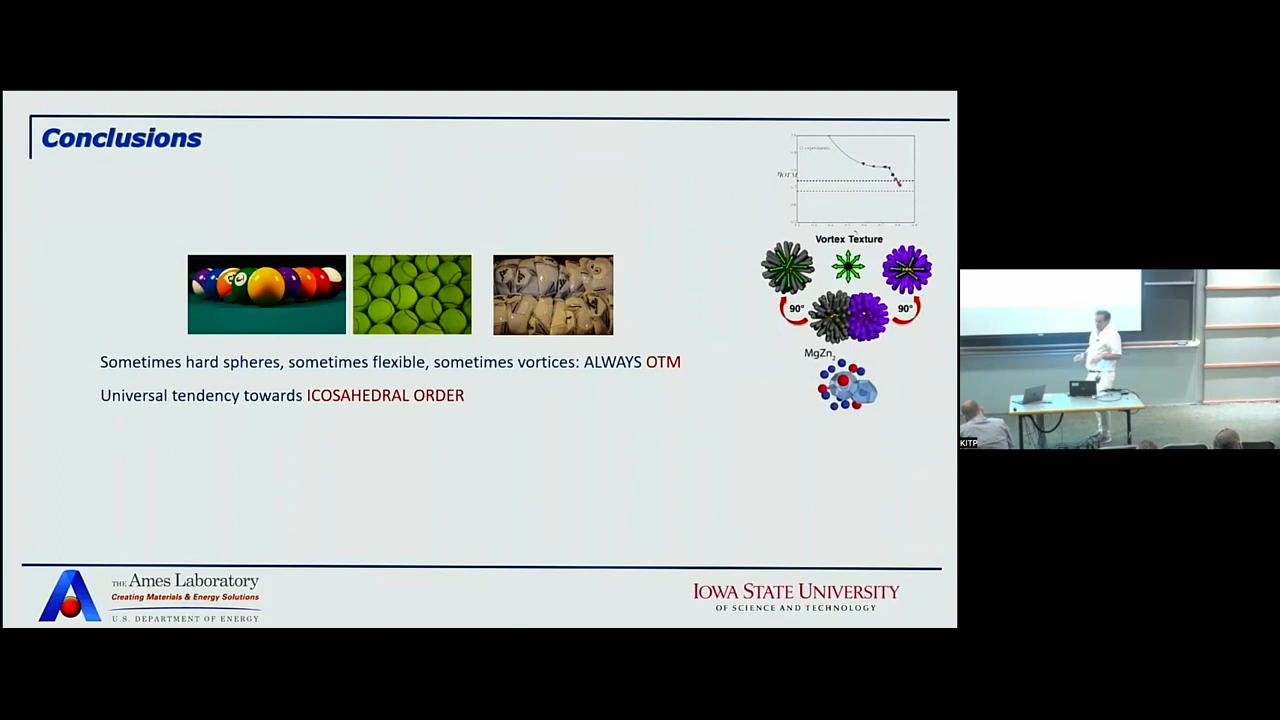 Conclusions
Vortex Texture
90°
90°
MgZn2
Sometimes hard spheres, sometimes flexible, sometimes vortices: ALWAYS OTM
Universal tendency towards ICOSAHEDRAL ORDER
KITP
THE Ames Laboratory
Creating Materials & Energy Solutions
U.S. DEPARTMENT OF ENERGY
IOWA STATE UNIVERSITY
OF SCIENCE AND TECHNOLOGY